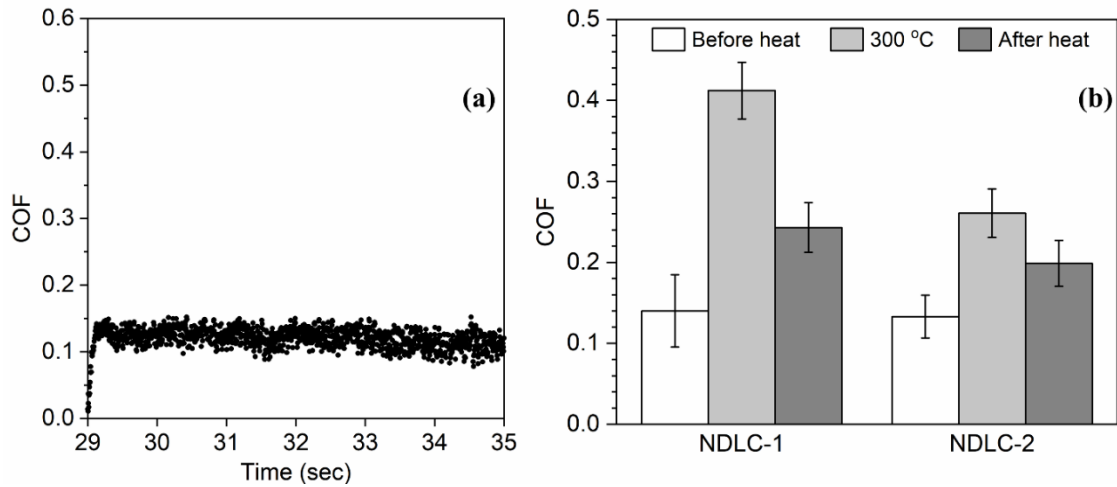 0.6
0.5
0.4
0.3
0.2
0.1
0.0
COF
29 30 31 32 33 34 35
Time (sec)
(a)
0.5
0.4
0.3
0.2
0.1
0.0
COF
Before heat 300 °C After heat
(b)
NDLC-1 NDLC-2